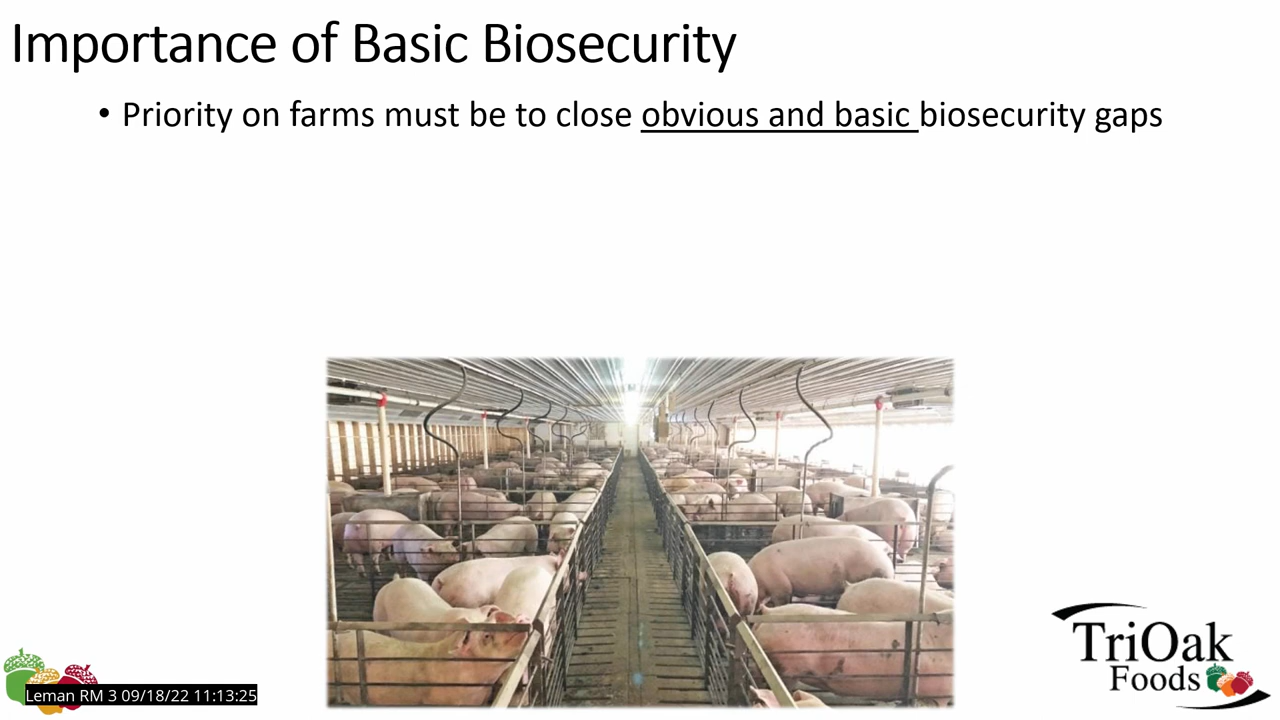 Importance of Basic Biosecurity
• Priority on farms must be to close obvious and basic biosecurity gaps
TriOak
Foods
Leman RM 3 09/18/22 11:13:25